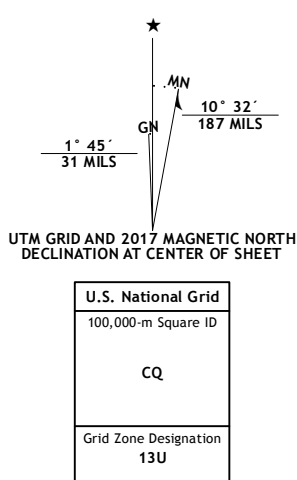 ★
MN
GN
10° 32´
187 MILS
1° 45´
31 MILS
UTM GRID AND 2017 MAGNETIC NORTH
DECLINATION AT CENTER OF SHEET
U.S. National Grid
100,000-m Square ID
CQ
Grid Zone Designation
13U